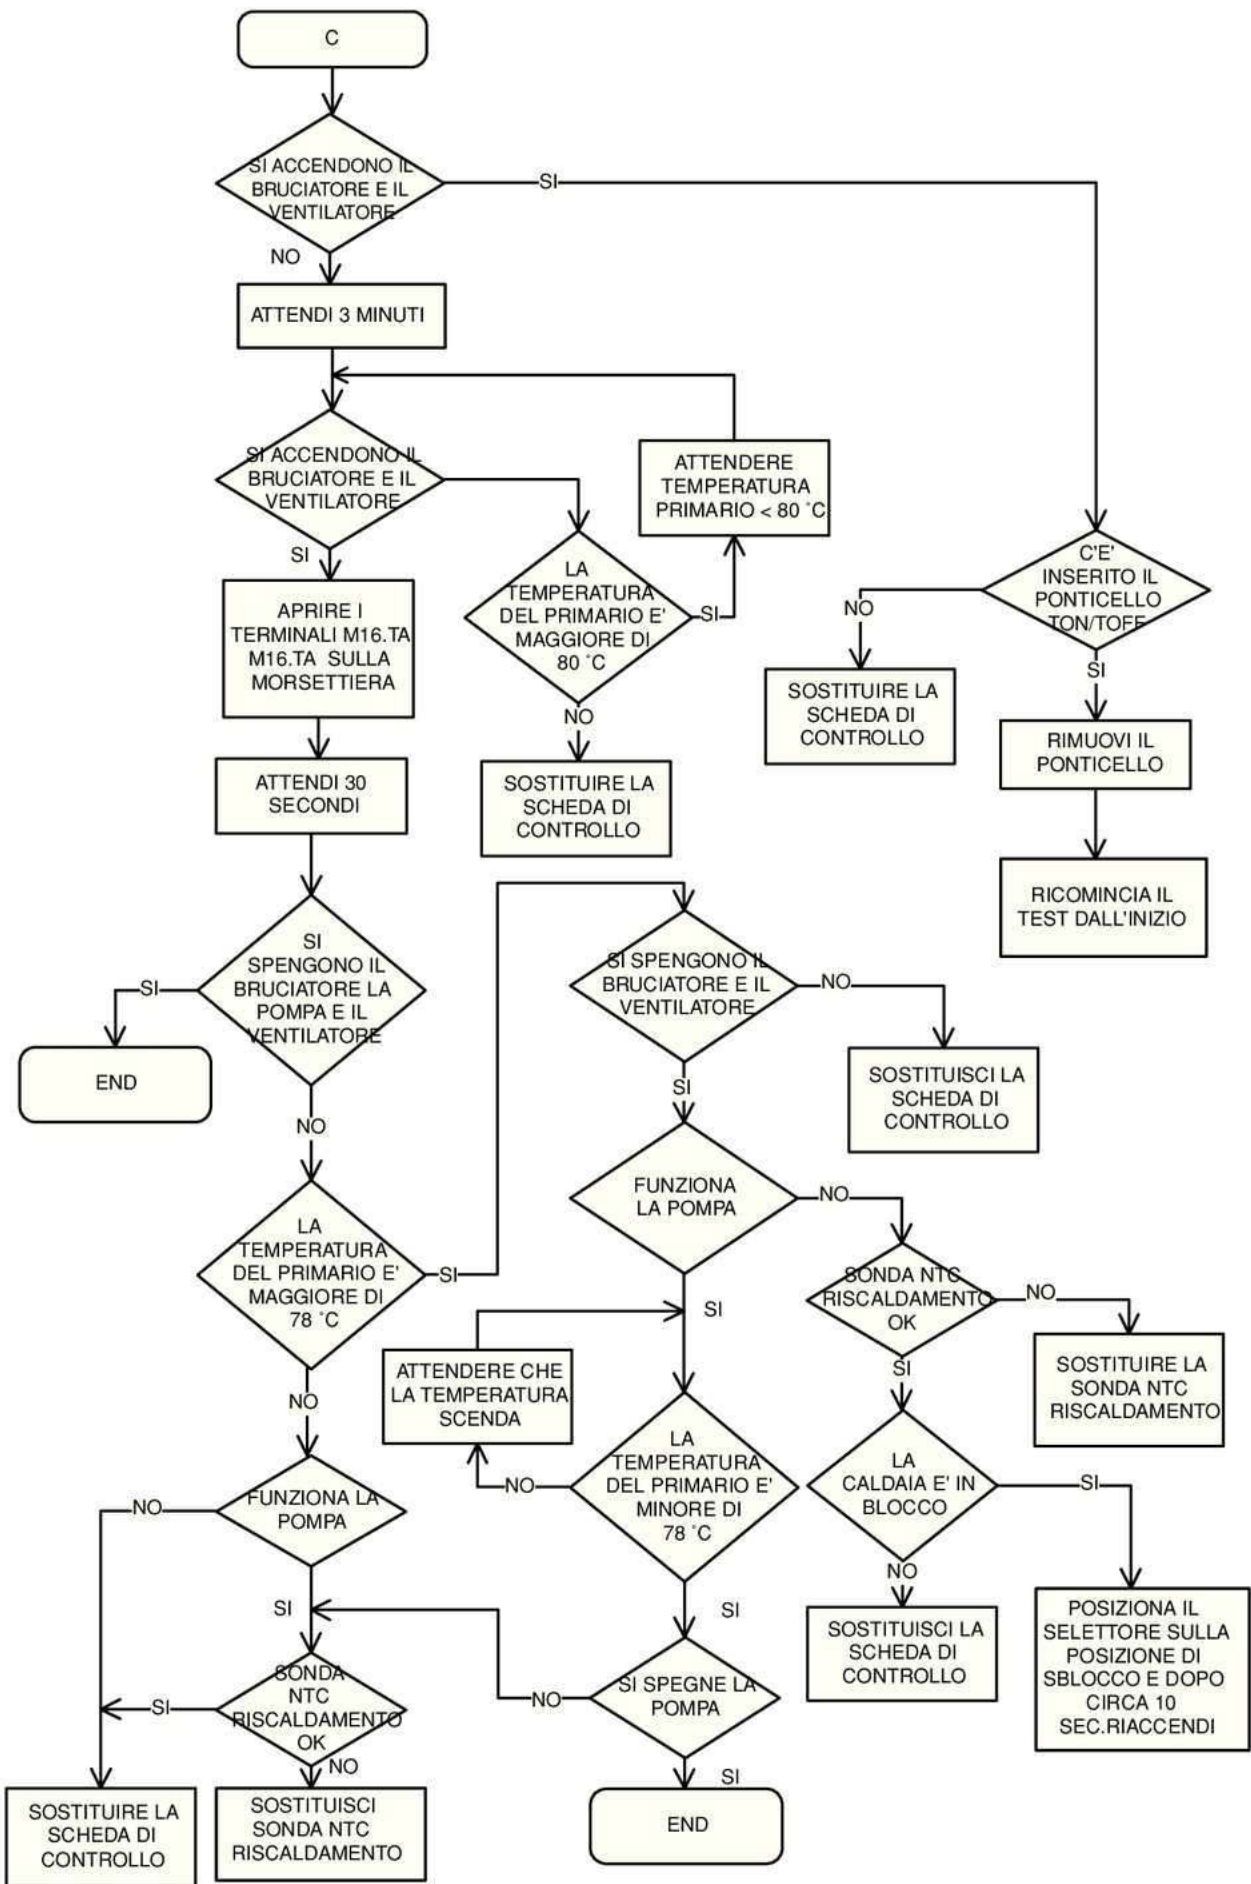 C
SI ACCENDONO IL
BRUCIATORE E IL
VENTILATORE
SI
NO
ATTENDI 3 MINUTI
SI ACCENDONO IL
BRUCIATORE E IL
VENTILATORE
ATTENDERE
TEMPERATURA
PRIMARIO < 80 °C
SI
LA
TEMPERATURA
DEL PRIMARIO E'
MAGGIORE DI
80 °C
SI
NO
SOSTITUIRE LA
SCHEDA DI
CONTROLLO
C'E'
INSERITO IL
PONTICELLO
TON/TOFF
NO
SOSTITUIRE LA
SCHEDA DI
CONTROLLO
SI
RIMUOVI IL
PONTICELLO
RICOMINCIA IL
TEST DALL'INIZIO
APRIRE I
TERMINALI M16.TA
M16.TA SULLA
MORSETTIERA
ATTENDI 30
SECONDI
SI
SPENGONO IL
BRUCIATORE LA
POMPA E IL
VENTILATORE
SI
END
NO
LA
TEMPERATURA
DEL PRIMARIO E'
MAGGIORE DI
78 °C
SI
NO
SI SPENGONO IL
BRUCIATORE E IL
VENTILATORE
NO
SOSTITUISCI LA
SCHEDA DI
CONTROLLO
SI
FUNZIONA
LA POMPA
NO
SONDA NTC
RISCALDAMENTO
OK
NO
SOSTITUIRE LA
SONDA NTC
RISCALDAMENTO
SI
LA
CALDAIA E' IN
BLOCCO
SI
NO
SOSTITUISCI LA
SCHEDA DI
CONTROLLO
POSIZIONA IL
SELETTORE SULLA
POSIZIONE DI
SBLOCCO E DOPO
CIRCA 10
SEC.RIACCENDI
SI
ATTENDERE CHE
LA TEMPERATURA
SCENDA
LA
TEMPERATURA
DEL PRIMARIO E'
MINORE DI
78 °C
NO
SI
SI SPEGNE LA
POMPA
NO
SI
END
FUNZIONA LA
POMPA
NO
SI
SONDA
NTC
RISCALDAMENTO
OK
SI
NO
SOSTITUIRE LA
SCHEDA DI
CONTROLLO
SOSTITUISCI
SONDA NTC
RISCALDAMENTO